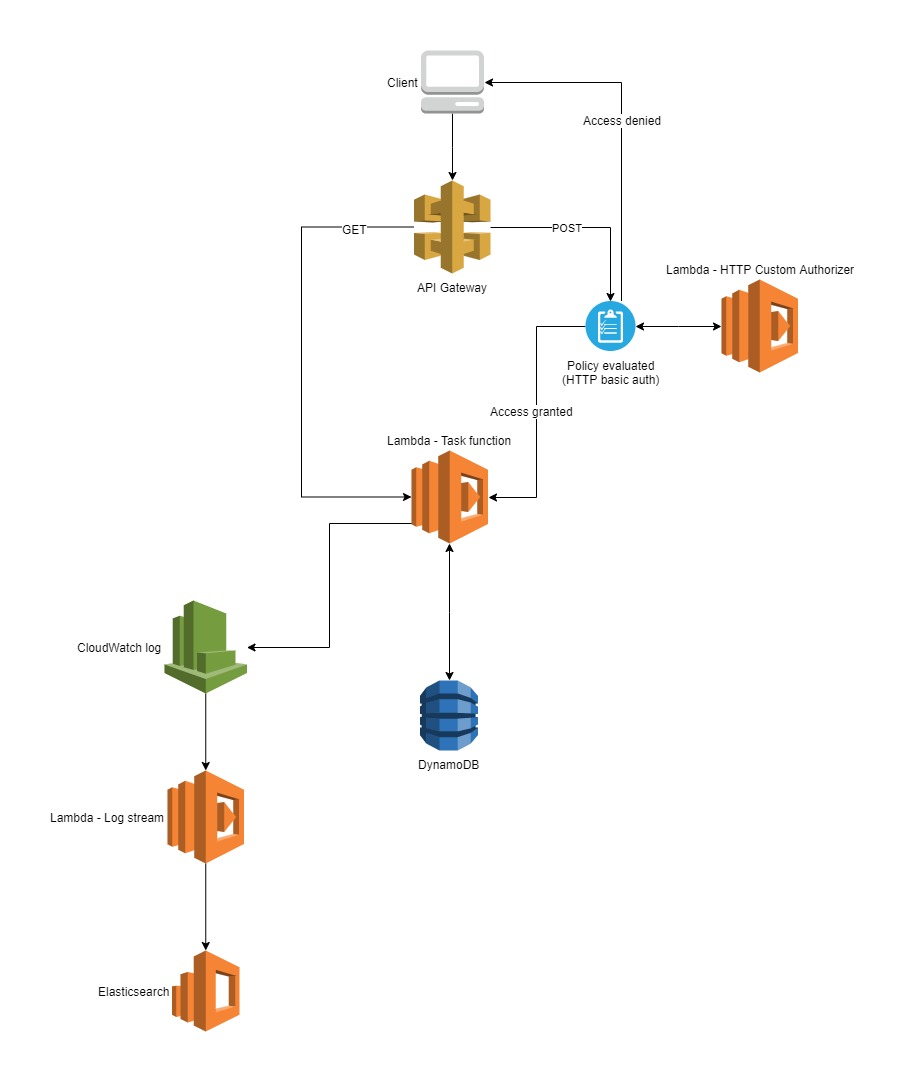 Client
Access denied
GET
POST
API Gateway
Lambda - HTTP Custom Authorizer
Policy evaluated
(HTTP basic auth)
Access granted
Lambda - Task function
CloudWatch log
DynamoDB
Lambda - Log stream
Elasticsearch